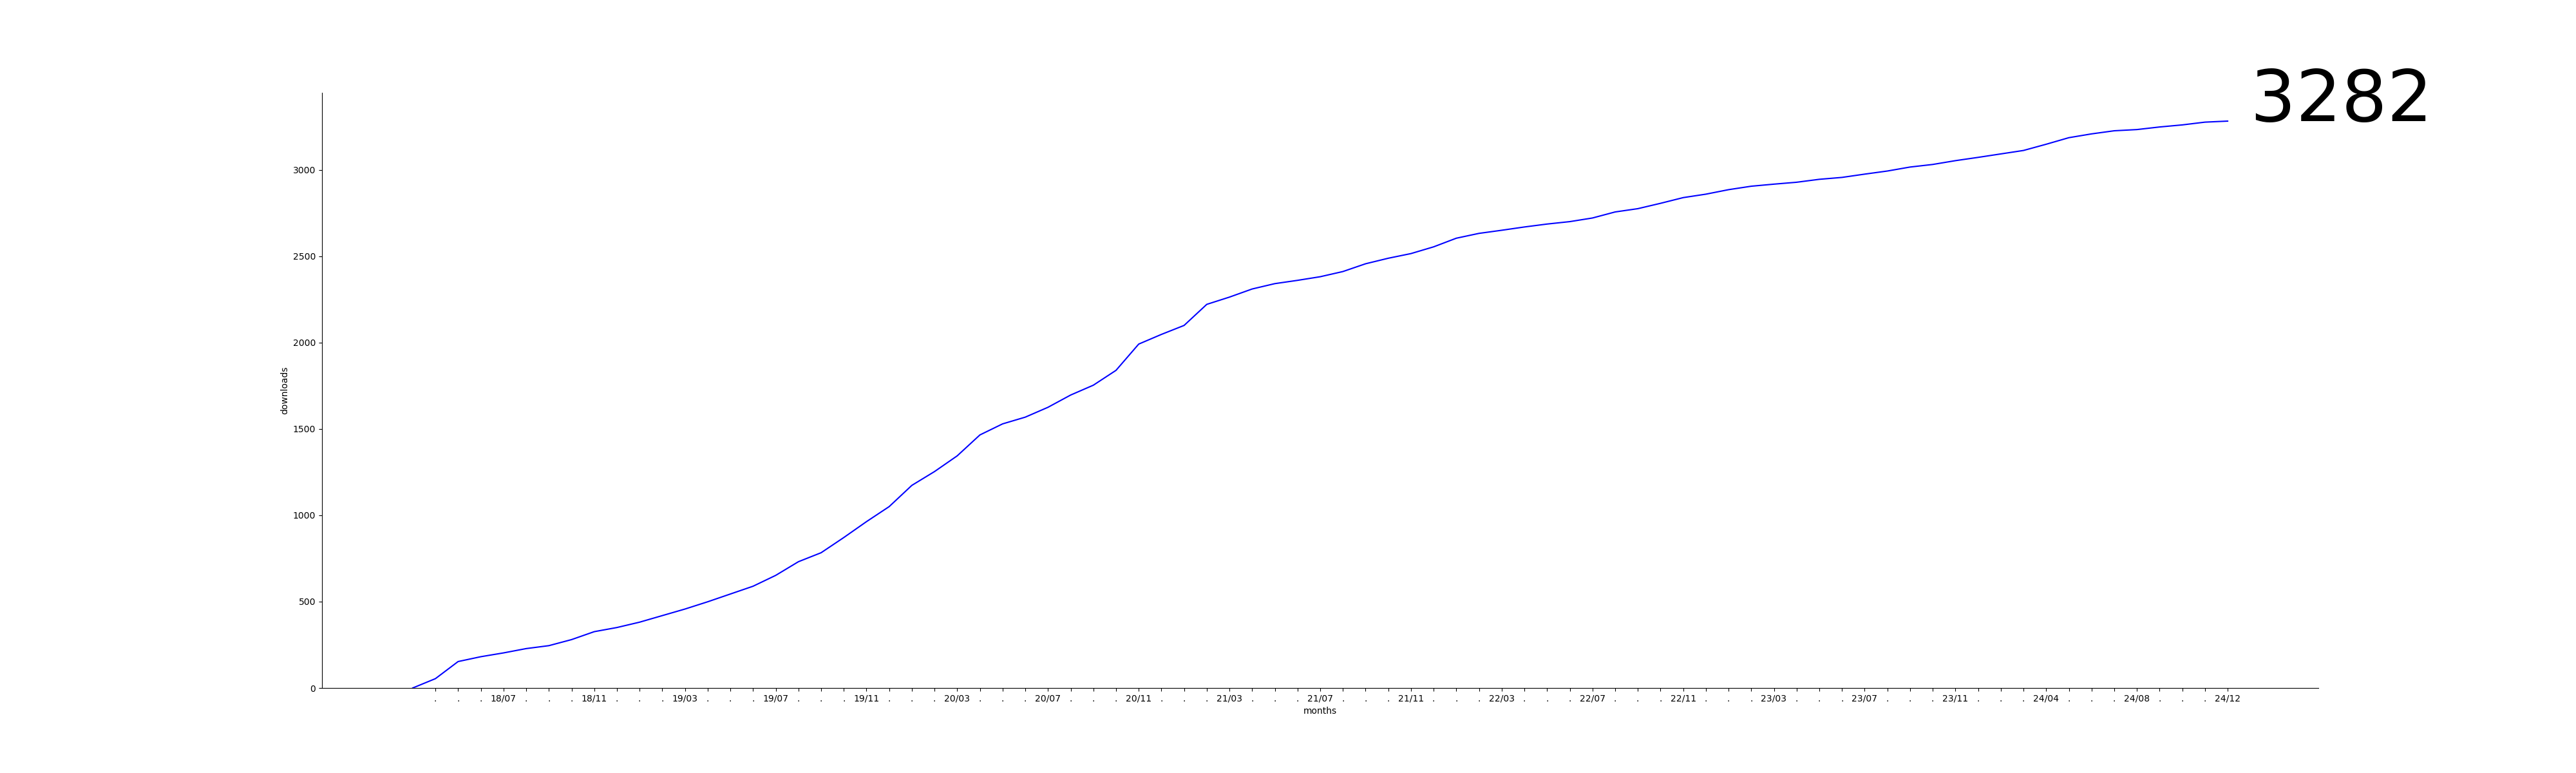 3282
3000
2500
2000
1500
1000
500
0
downloads
. . . 18/07 . . . 18/11 . . . 19/03 . . . 19/07 . . . 19/11 . . . 20/03 . . . 20/07 . . . 20/11 . . . 21/03 . . . 21/07 . . . 21/11 . . . 22/03 . . . 22/07 . . . 22/11 . . . 23/03 . . . 23/07 . . . 23/11 . . . 24/04 . . . 24/08 . . . 24/12
months